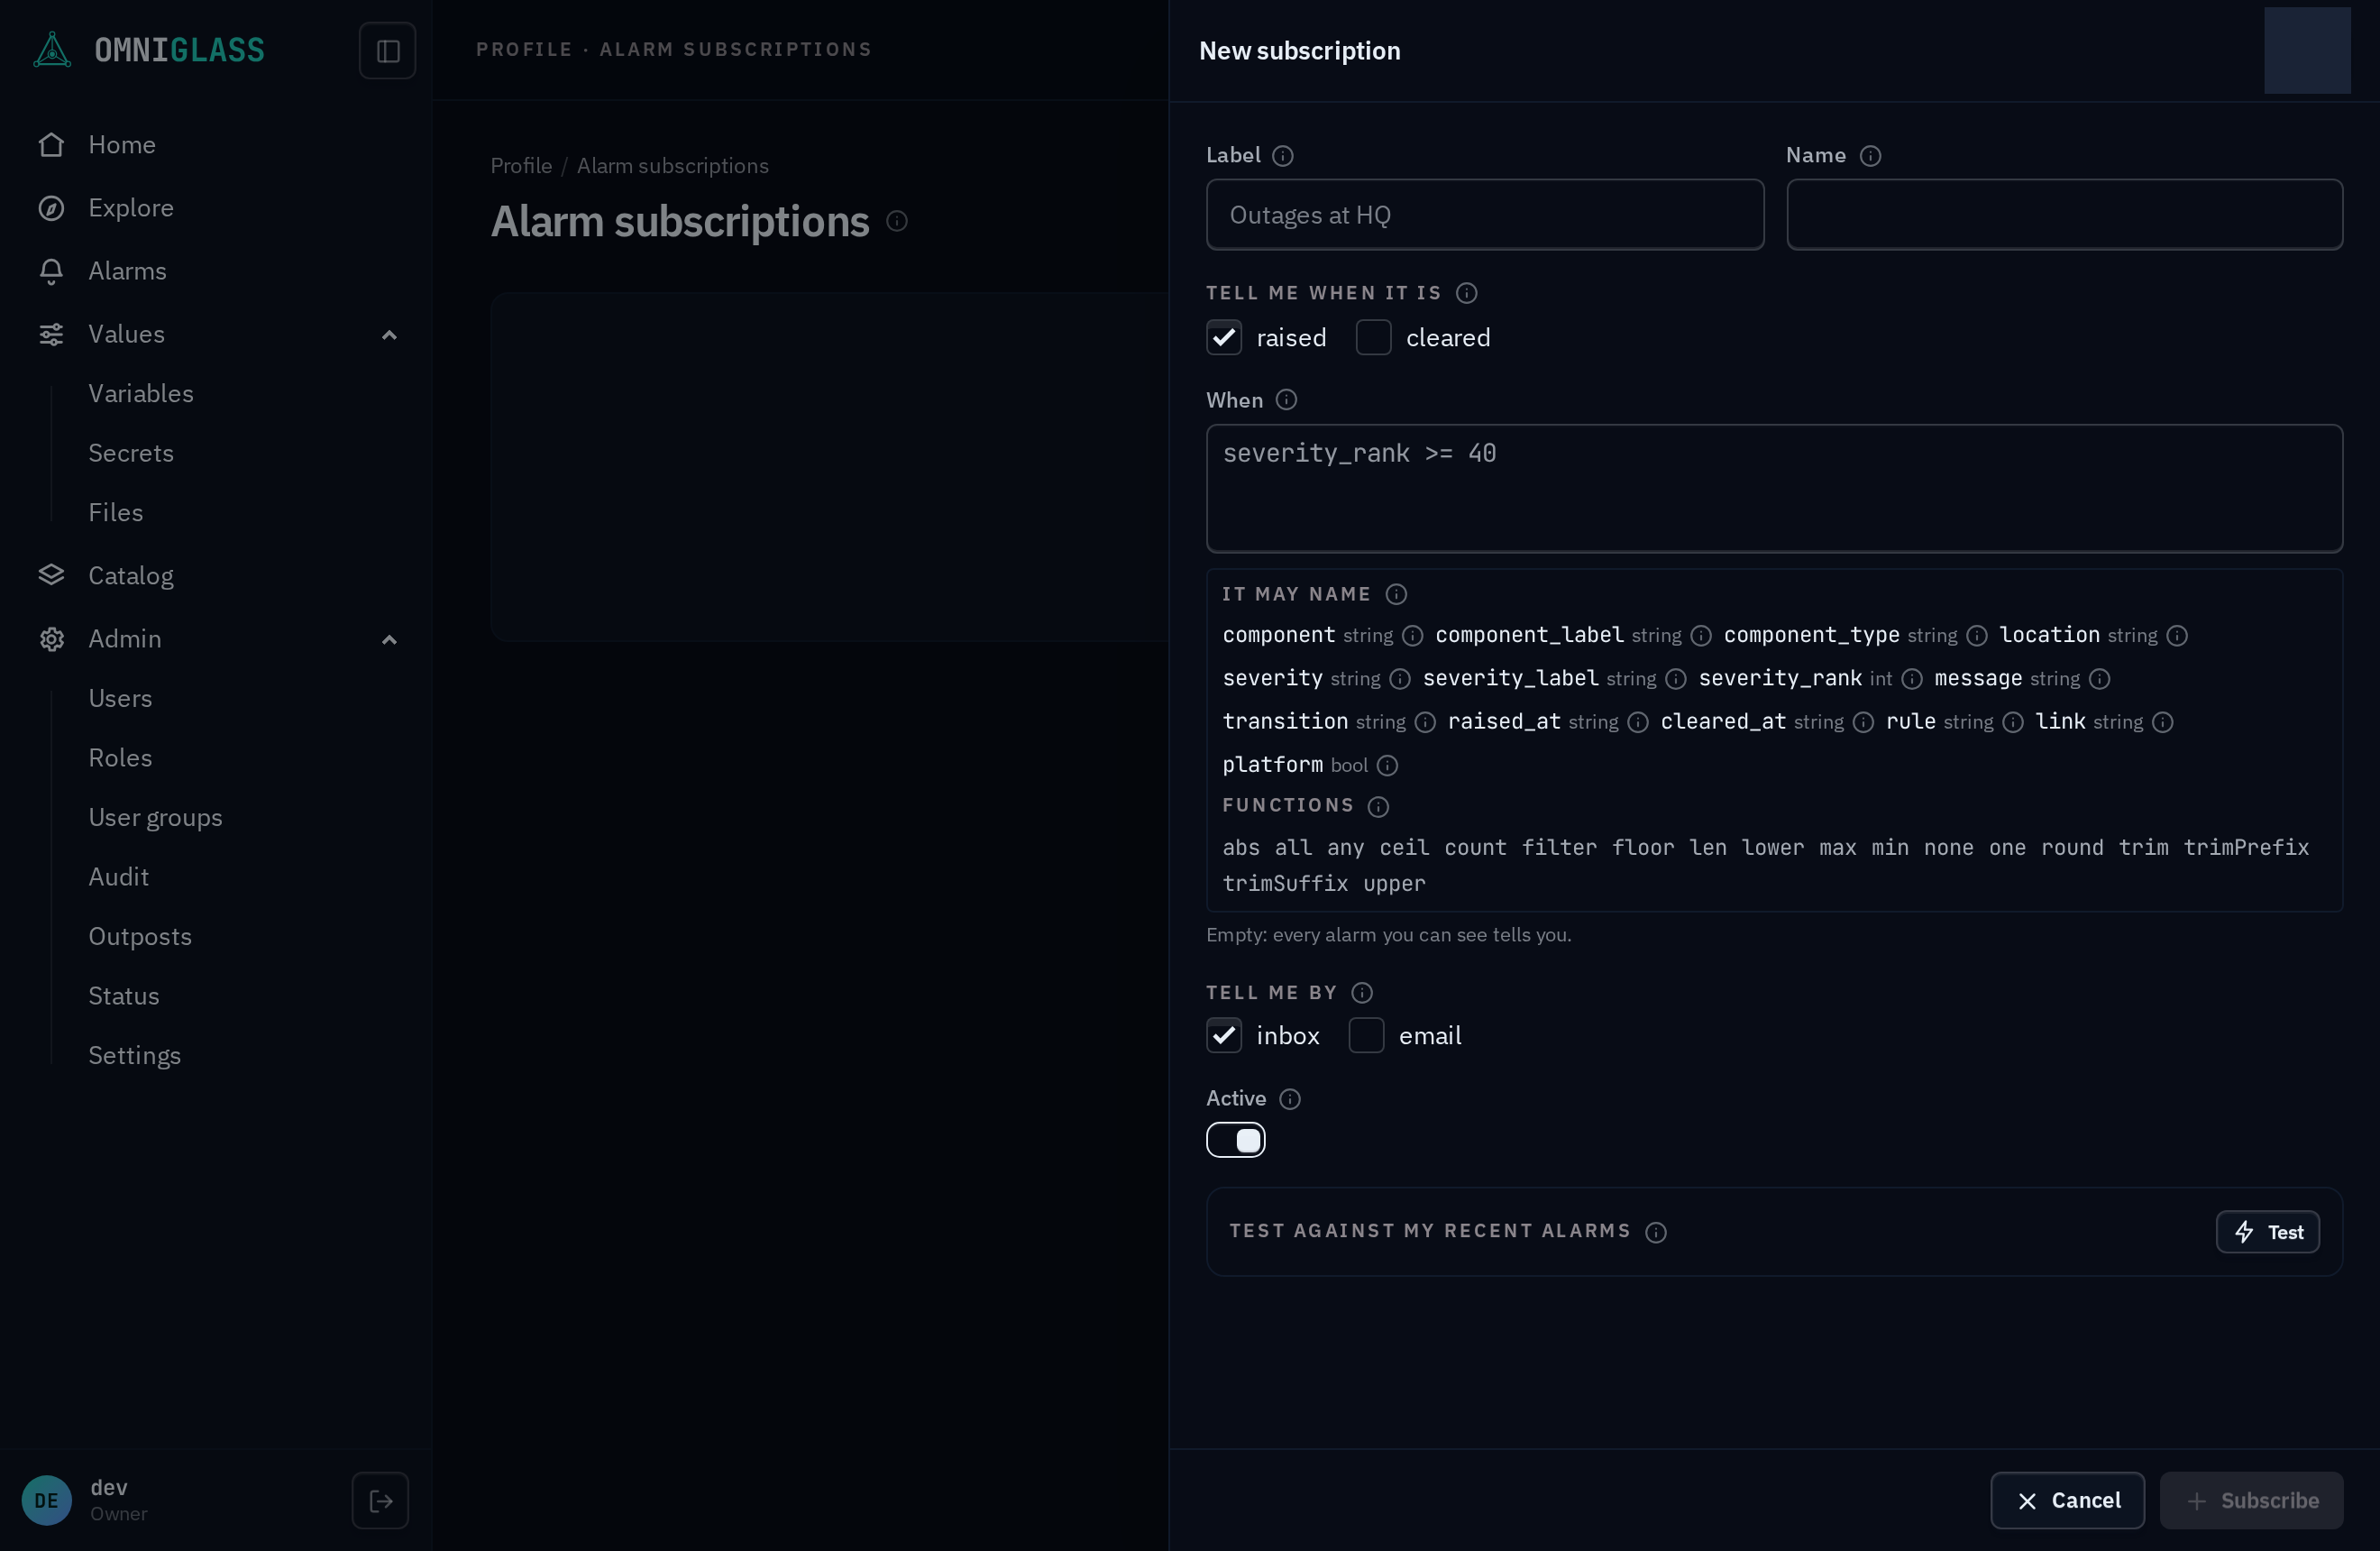 OMNIGLASS
Home
Explore
Alarms
Values
Variables
Secrets
Files
Catalog
Admin
Users
Roles
User groups
Audit
Outposts
Status
Settings
DE
dev
Owner
PROFILE · ALARM SUBSCRIPTIONS
Profile / Alarm subscriptions
Alarm subscriptions
New subscription
Label Name
Outages at HQ
TELL ME WHEN IT IS
raised cleared
When
severity_rank >= 40
IT MAY NAME
component string component_label string component_type string location string
severity string severity_label string severity_rank int message string
transition string raised_at string cleared_at string rule string link string
platform bool
FUNCTIONS
abs all any ceil count filter floor len lower max min none one round trim trimPrefix
trimSuffix upper
Empty: every alarm you can see tells you.
TELL ME BY
inbox email
Active
TEST AGAINST MY RECENT ALARMS Test
Cancel Subscribe